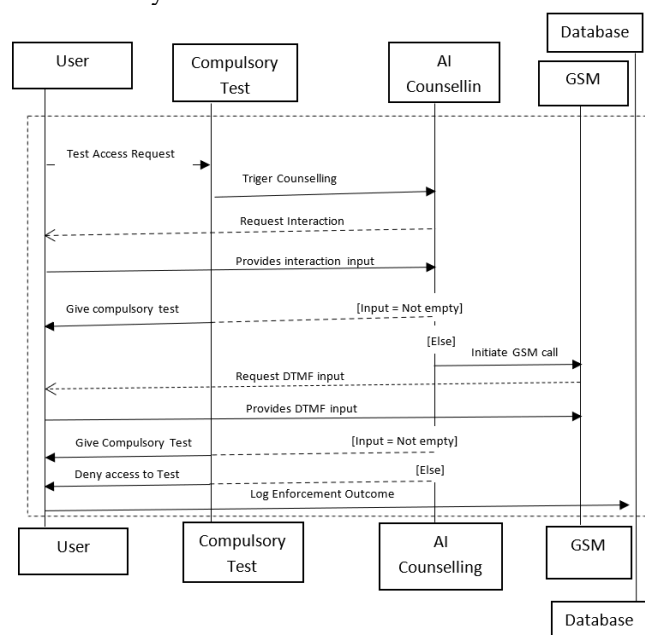 Database
User
Compulsory
Test
AI
Counsellin
GSM
Test Access Request
Triger Counselling
Request Interaction
Provides interaction input
Give compulsory test
[Input = Not empty]
[Else]
Initiate GSM call
Request DTMF input
Provides DTMF input
Give Compulsory Test
[Input = Not empty]
Deny access to Test
[Else]
Log Enforcement Outcome
User
Compulsory
Test
AI
Counselling
GSM
Database